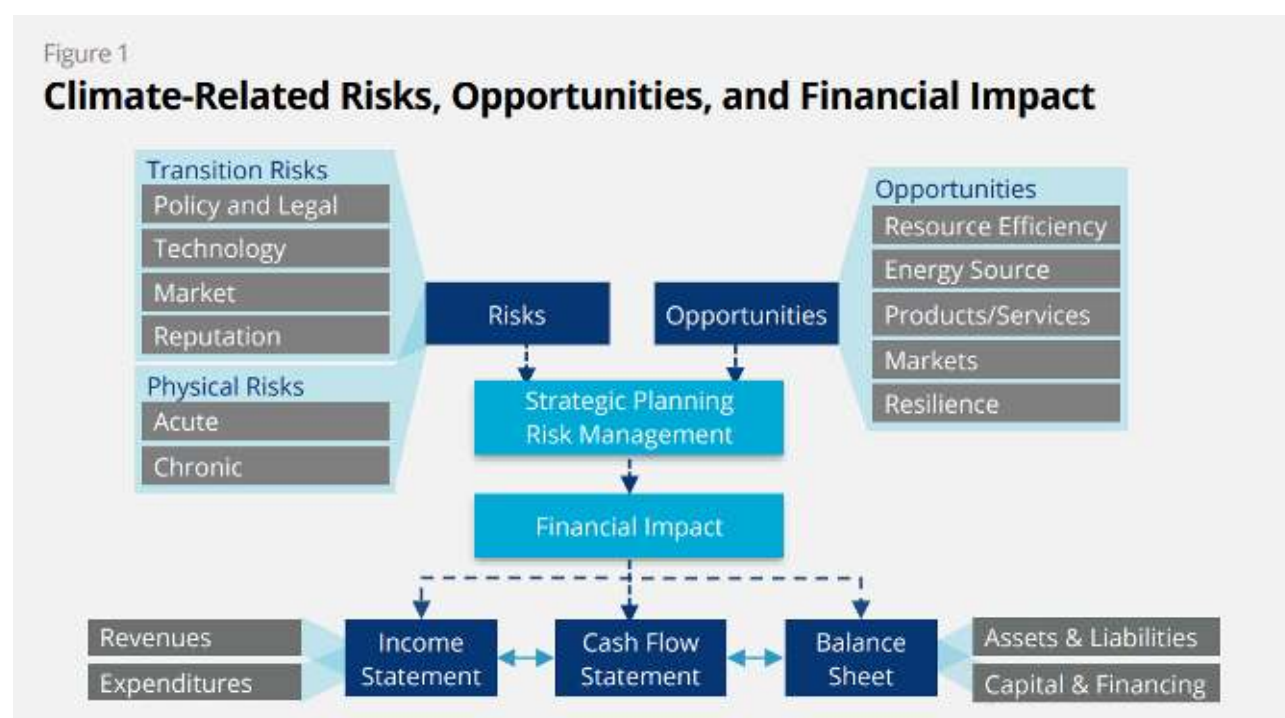 Figure 1
Climate-Related Risks, Opportunities, and Financial Impact
Transition Risks
Policy and Legal
Technology
Market
Reputation
Physical Risks
Acute
Chronic
Risks
Opportunities
Opportunities
Resource Efficiency
Energy Source
Products/Services
Markets
Resilience
Strategic Planning
Risk Management
Financial Impact
Revenues
Expenditures
Income
Statement
Cash Flow
Statement
Balance
Sheet
Assets & Liabilities
Capital & Financing